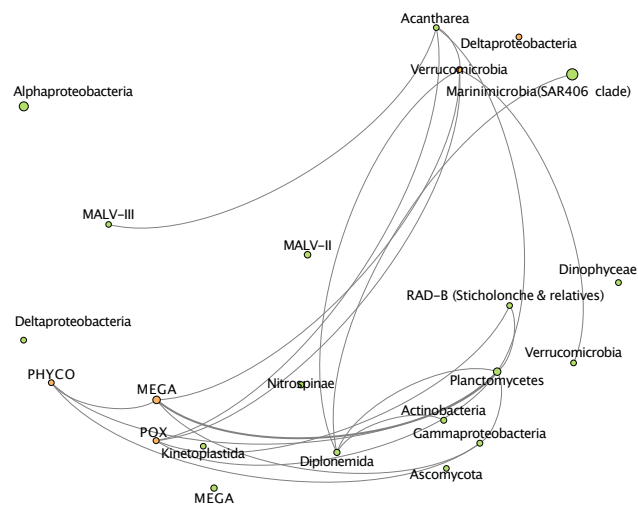 Acantharea
Deltaproteobacteria
Verrucomicrobia
Marinimicrobia(SAR406 clade)
Alphaproteobacteria
MALV-III
MALV-II
Dinophyceae
RAD-B (Sticholonche & relatives)
Deltaproteobacteria
Verrucomicrobia
PHYCO
MEGA
Nitrospinae
Planctomycetes
Actinobacteria
POX
Gammaproteobacteria
Kinetoplastida
Diplonemida
Ascomycota
MEGA